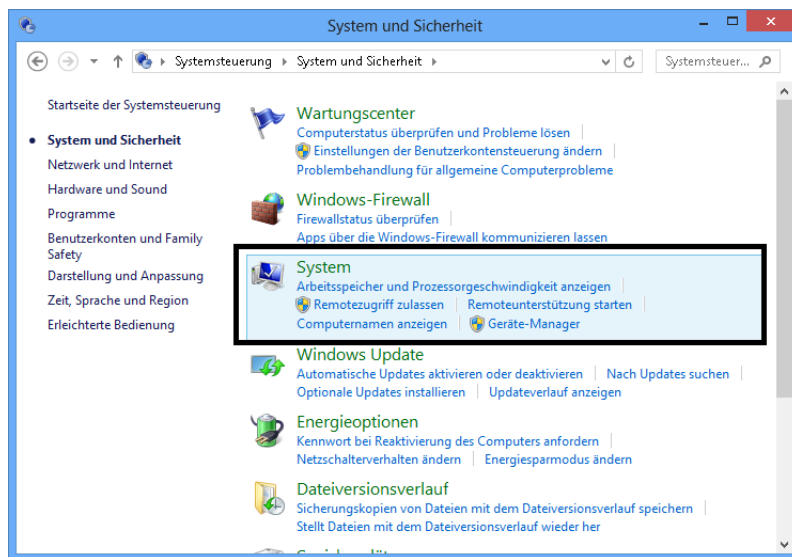 System und Sicherheit
Systemsteuerung
System und Sicherheit
Systemsteuer...
Startseite der Systemsteuerung
System und Sicherheit
Netzwerk und Internet
Hardware und Sound
Programme
Benutzerkonten und Family
Safety
Darstellung und Anpassung
Zeit, Sprache und Region
Erleichterte Bedienung
Wartungscenter
Computerstatus überprüfen und Probleme lösen
Einstellungen der Benutzerkontensteuerung ändern
Problembehandlung für allgemeine Computerprobleme
Windows-Firewall
Firewallstatus überprüfen
Apps über die Windows-Firewall kommunizieren lassen
System
Arbeitsspeicher und Prozessorgeschwindigkeit anzeigen
Remotezugriff zulassen Remoteunterstützung starten
Computernamen anzeigen Geräte-Manager
Windows Update
Automatische Updates aktivieren oder deaktivieren Nach Updates suchen
Optionale Updates installieren Updateverlauf anzeigen
Energieoptionen
Kennwort bei Reaktivierung des Computers anfordern
Netzschalterverhalten ändern Energiesparmodus ändern
Dateiversionsverlauf
Sicherungskopien von Dateien mit dem Dateiversionsverlauf speichern
Stellt Dateien mit dem Dateiversionsverlauf wieder her